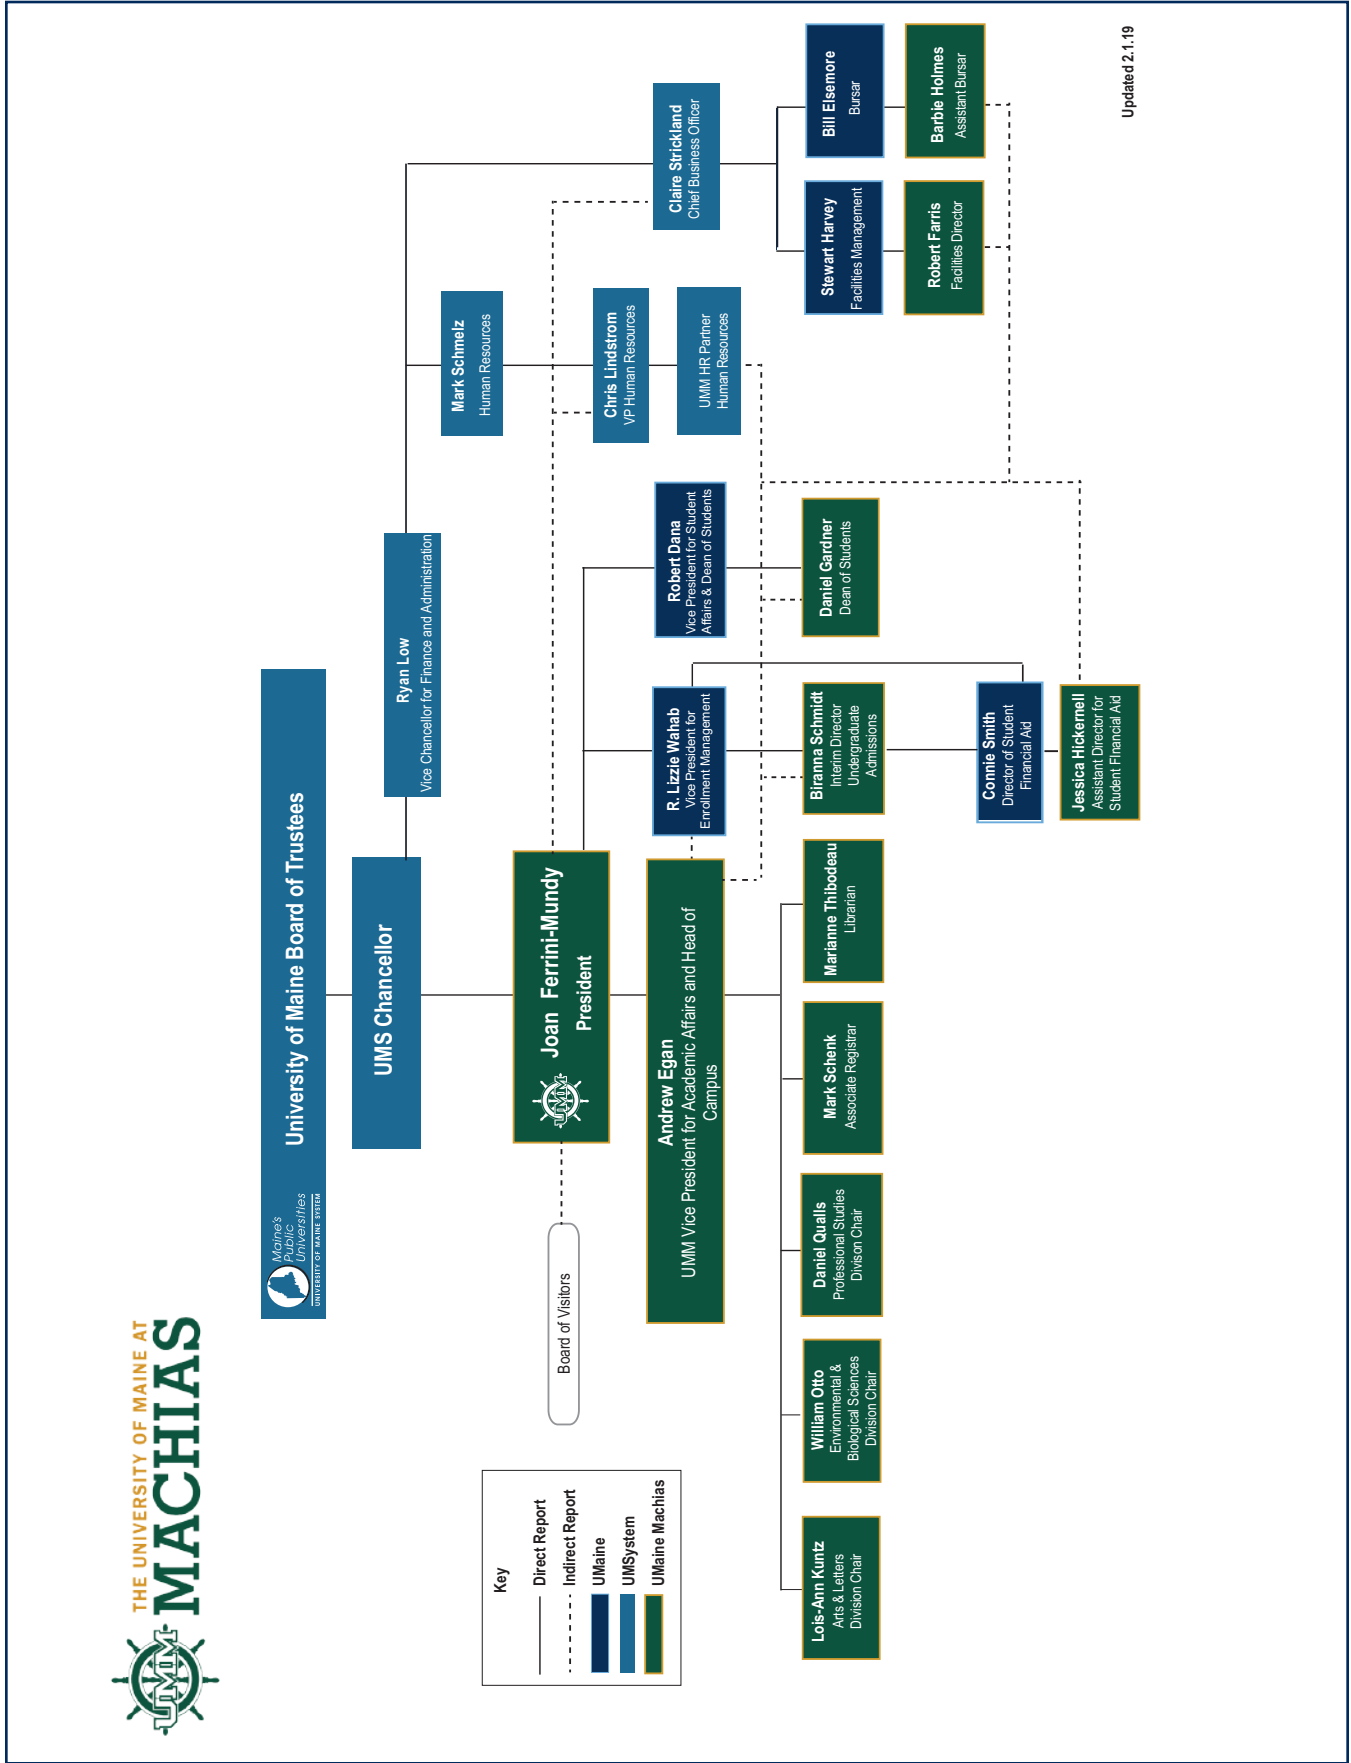 THE UNIVERSITY OF MAINE AT
MACHIAS
UMM
Maine's
Public
Universities
UNIVERSITY OF MAINE SYSTEM
University of Maine Board of Trustees
UMS Chancellor
Ryan Low
Vice Chancellor for Finance and Administration
Mark Schmelz
Human Resources
Chris Lindstrom
VP Human Resources
UMM HR Partner
Human Resources
Claire Strickland
Chief Business Officer
Stewart Harvey
Facilities Management
Bill Elsemore
Bursar
Robert Farris
Facilities Director
Barbie Holmes
Assistant Bursar
Board of Visitors
UMM
Joan Ferrini-Mundy
President
Andrew Egan
UMM Vice President for Academic Affairs and Head of
Campus
R. Lizzie Wahab
Vice President for
Enrollment Management
Robert Dana
Vice President for Student
Affairs & Dean of Students
Lois-Ann Kuntz
Arts & Letters
Division Chair
William Otto
Environmental &
Biological Sciences
Division Chair
Daniel Qualls
Professional Studies
Divison Chair
Mark Schenk
Associate Registrar
Marianne Thibodeau
Librarian
Biranna Schmidt
Interim Director
Undergraduate
Admissions
Daniel Gardner
Dean of Students
Connie Smith
Director of Student
Financial Aid
Jessica Hickernell
Assistant Director for
Student FInancial Aid
Key
Direct Report
Indirect Report
UMaine
UMSystem
UMaine Machias
Updated 2.1.19